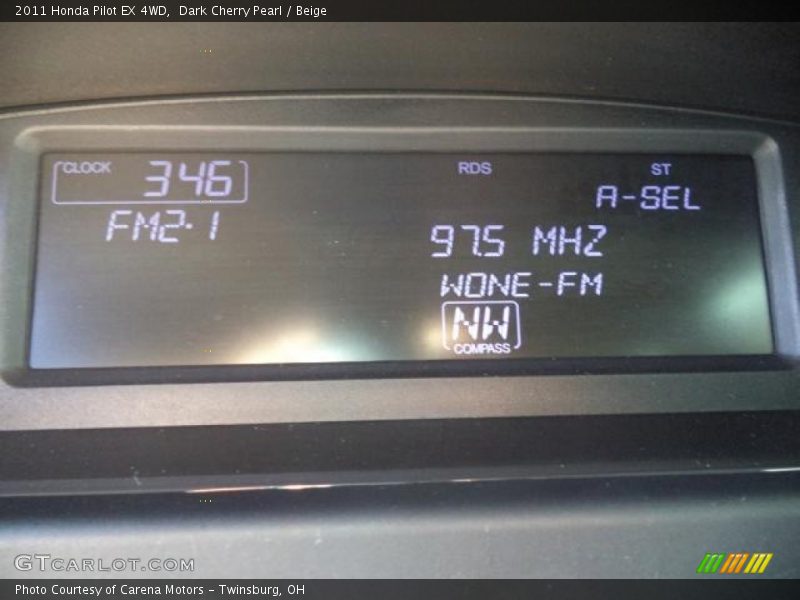 2011 Honda Pilot EX 4WD,  Dark Cherry Pearl / Beige
CLOCK 346 RDS ST
A-SEL
FM2-1
97.5 MHZ
WONE-FM
NW
COMPASS
GTCARLOT.COM
Photo Courtesy of Carena Motors - Twinsburg, OH